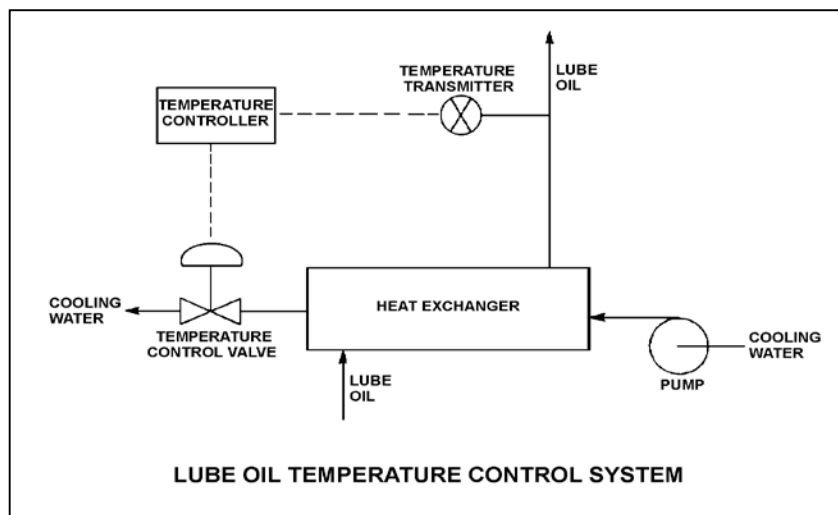 TEMPERATURE
TRANSMITTER
LUBE
OIL
TEMPERATURE
CONTROLLER
COOLING
WATER
TEMPERATURE
CONTROL VALVE
HEAT EXCHANGER
COOLING
WATER
PUMP
LUBE
OIL
LUBE OIL TEMPERATURE CONTROL SYSTEM